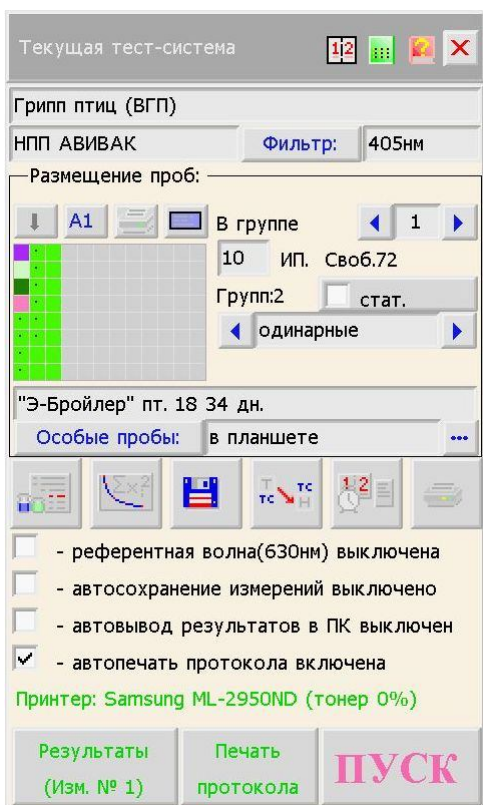 Текущая тест-система
1 2
?
Грипп птиц (ВГП)
НПП АВИВАК
Фильтр:
405нм
Размещение проб:
A1
В группе
1
10
ИП.
Своб.72
Групп:2
стат.
одинарные
"Э-Бройлер" пт. 18 34 дн.
Особые пробы:
в планшете
...
Σx²
Т
ТС
ТС
Н
1 2
- референтная волна(630нм) выключена
- автосохранение измерений выключено
- автовывод результатов в ПК выключен
- автопечать протокола включена
Принтер: Samsung ML-2950ND (тонер 0%)
Результаты
(Изм. № 1)
Печать
протокола
ПУСК